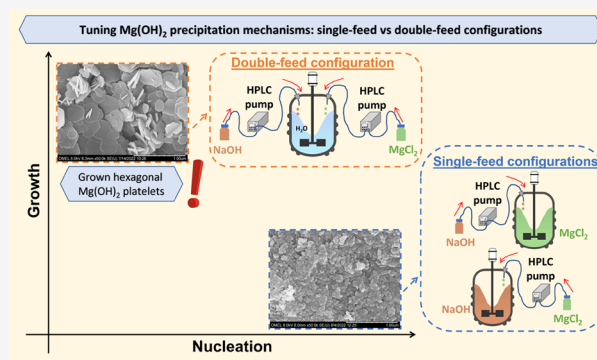 Tuning Mg(OH)₂ precipitation mechanisms: single-feed vs double-feed configurations
Growth
Nucleation
Grown hexagonal
Mg(OH)₂ platelets
Double-feed configuration
HPLC
pump
HPLC
pump
H₂O
NaOH
MgCl₂
Single-feed configurations
HPLC
pump
NaOH
MgCl₂
HPLC
pump
NaOH
MgCl₂